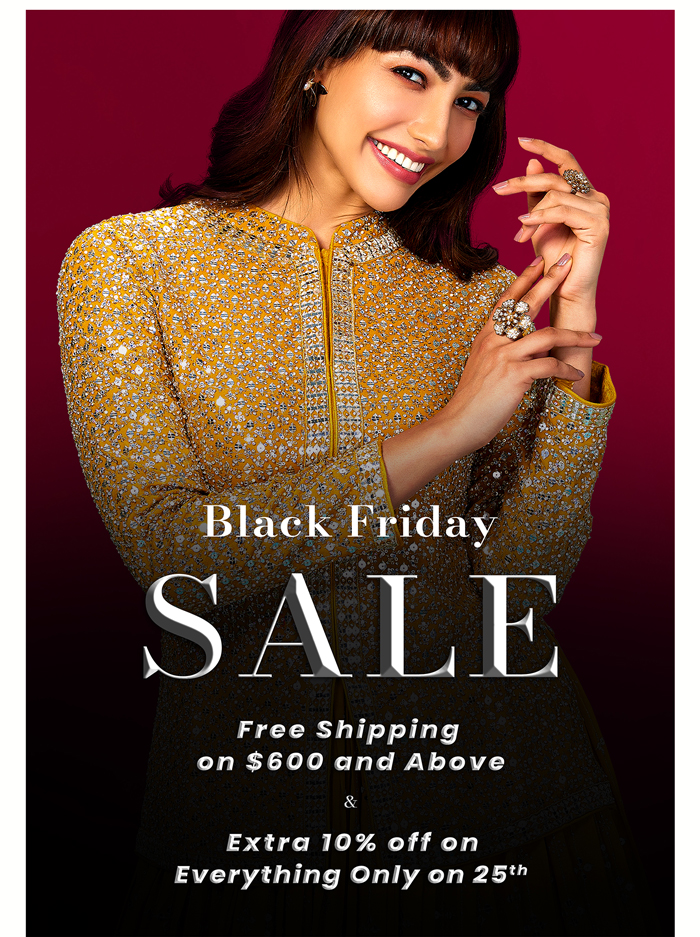 Black Friday
SALE
Free Shipping
on $600 and Above
&
Extra 10% off on
Everything Only on 25th